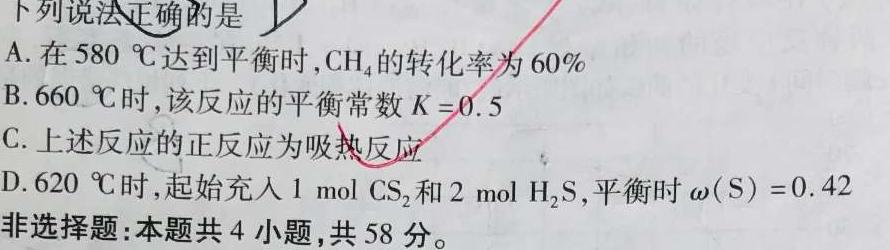 下列说法正确的是
A. 在 580 ℃达到平衡时,CH₄的转化率为 60%
B. 660 ℃时,该反应的平衡常数 K = 0. 5
C. 上述反应的正反应为吸热反应
D. 620 ℃时,起始充入 1 mol CS₂和 2 mol H₂S,平衡时 ω(S) = 0. 42
非选择题:本题共 4 小题,共 58 分。